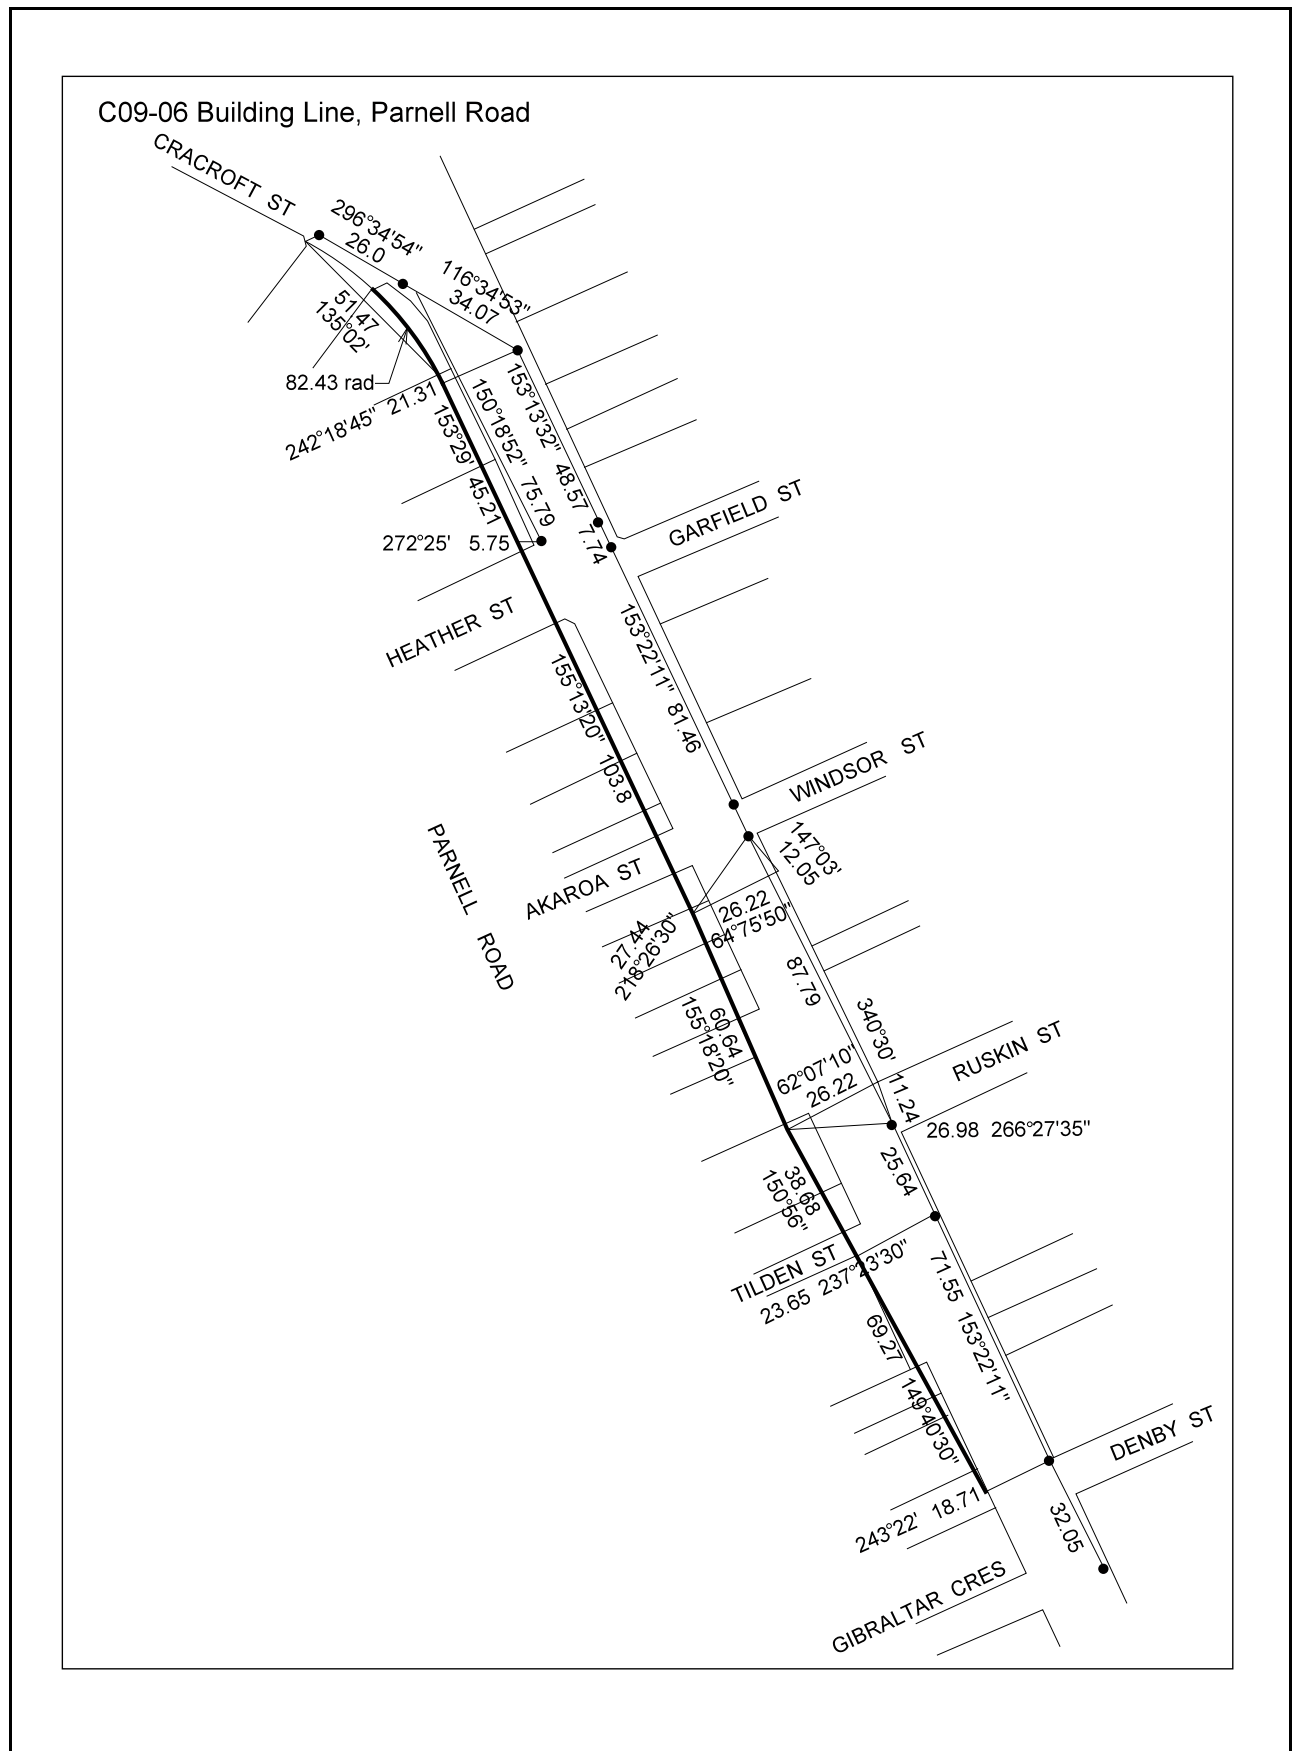 C09-06 Building Line, Parnell Road
CRACROFT ST
296°34'54"
26.0
116°34'53"
34.07
51.47
135°02'
82.43 rad
242°18'45" 21.31
153°29' 45.21
150°18'52" 75.79
153°13'32" 48.57
7.74
GARFIELD ST
272°25' 5.75
HEATHER ST
153°22'11" 81.46
155°13'20" 103.8
WINDSOR ST
147°03'
12.05
PARNELL ROAD
AKAROA ST
26.22
64°75'50"
27.44
218°26'30"
87.79
340°30' 11.24
60.64
155°18'20"
62°07'10"
26.22
RUSKIN ST
26.98 266°27'35"
25.64
38.68
150°56"
TILDEN ST
23.65 237°23'30"
71.55 153°22'11"
69.27 149°40'30"
DENBY ST
243°22' 18.71
32.05
GIBRALTAR CRES